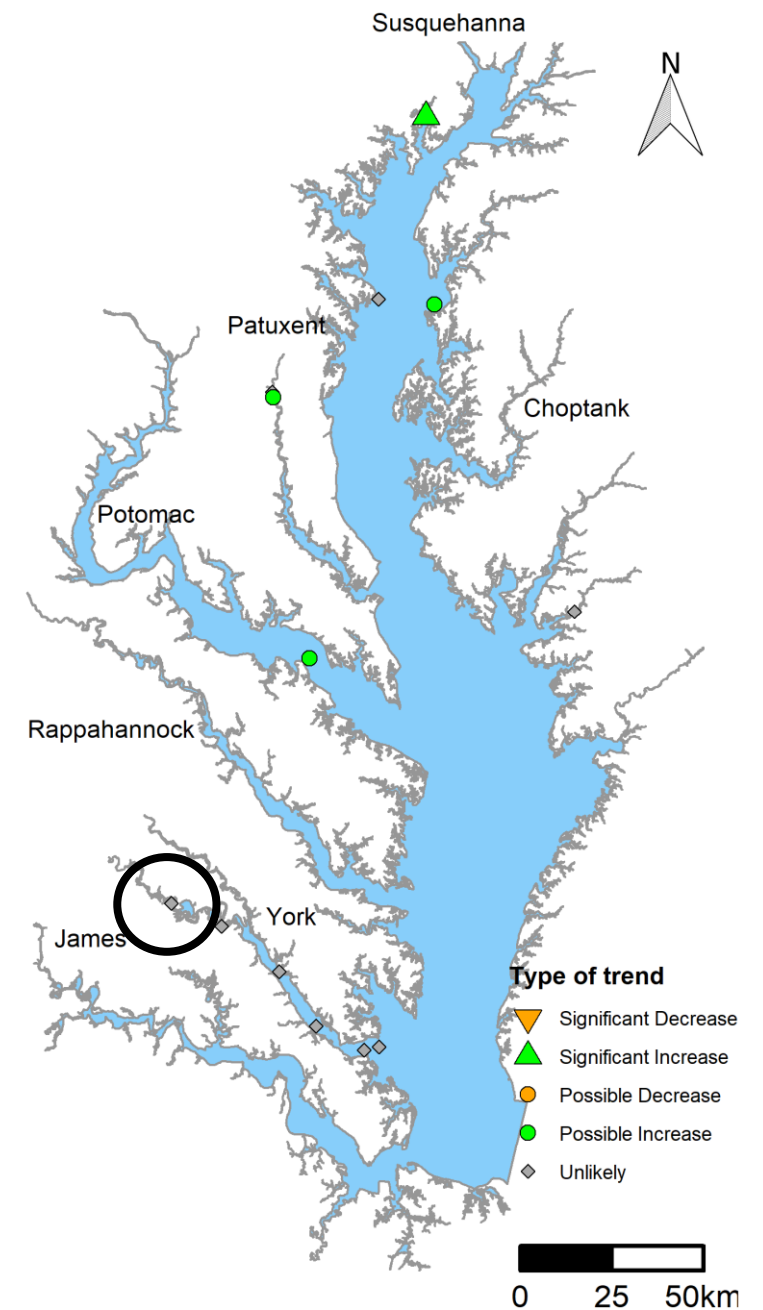 Susquehanna
N
Patuxent
Choptank
Potomac
Rappahannock
York
James
Type of trend
Significant Decrease
Significant Increase
Possible Decrease
Possible Increase
Unlikely
0 25 50km